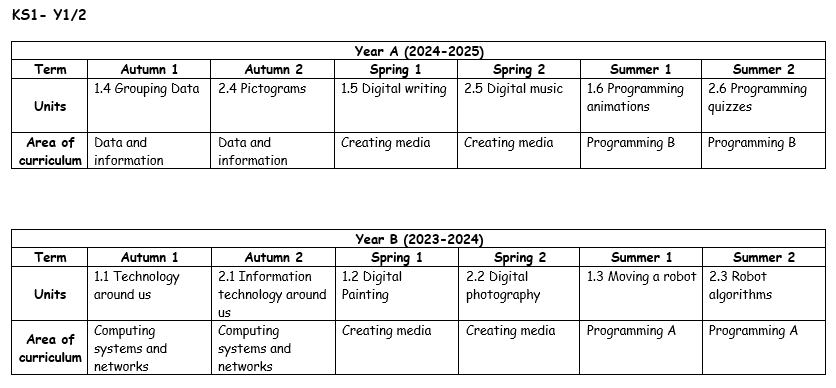 KS1- Y1/2
Year A (2024-2025)
Term Autumn 1 Autumn 2 Spring 1 Spring 2 Summer 1 Summer 2
Units 1.4 Grouping Data 2.4 Pictograms 1.5 Digital writing 2.5 Digital music 1.6 Programming animations 2.6 Programming quizzes
Area of curriculum Data and information Data and information Creating media Creating media Programming B Programming B
Year B (2023-2024)
Term Autumn 1 Autumn 2 Spring 1 Spring 2 Summer 1 Summer 2
Units 1.1 Technology around us 2.1 Information technology around us 1.2 Digital Painting 2.2 Digital photography 1.3 Moving a robot 2.3 Robot algorithms
Area of curriculum Computing systems and networks Computing systems and networks Creating media Creating media Programming A Programming A